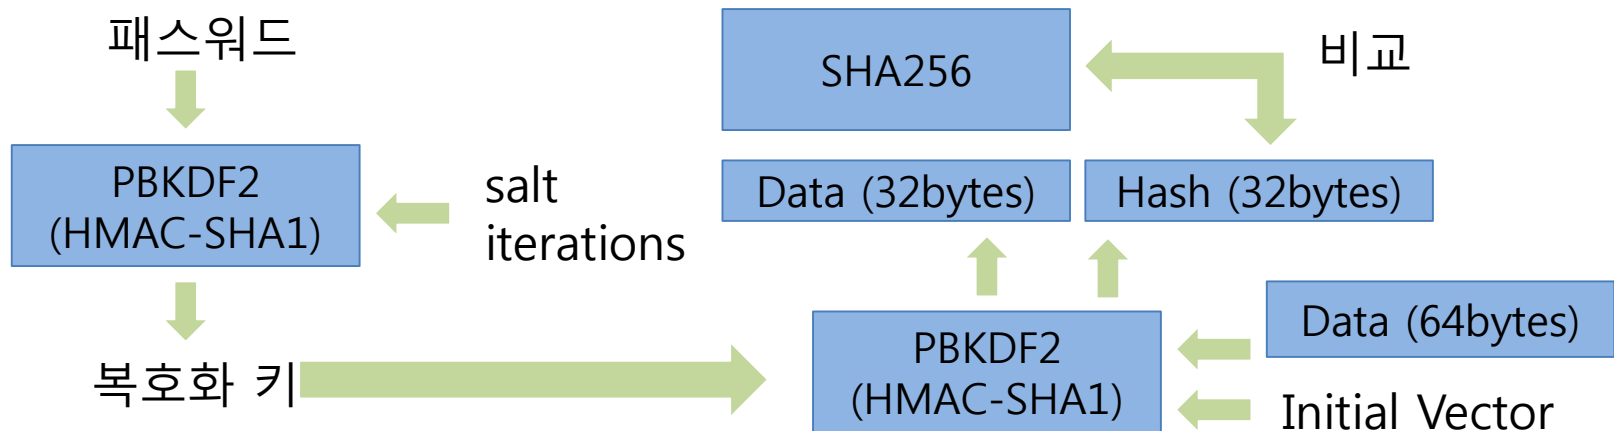 패스워드
PBKDF2
(HMAC-SHA1)
salt
iterations
복호화 키
SHA256
비교
Data (32bytes)
Hash (32bytes)
PBKDF2
(HMAC-SHA1)
Data (64bytes)
Initial Vector